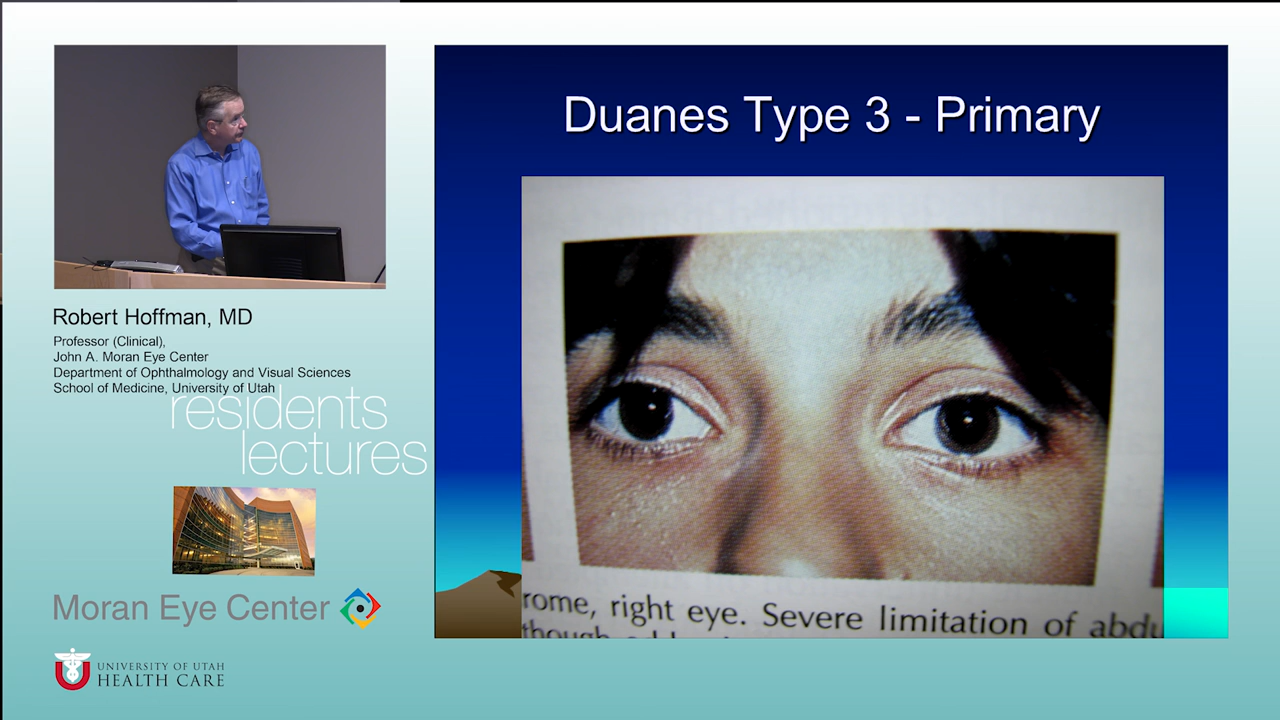 Duanes Type 3 - Primary
rome, right eye. Severe limitation of abdu
Robert Hoffman, MD
Professor (Clinical),
John A. Moran Eye Center
Department of Ophthalmology and Visual Sciences
School of Medicine, University of Utah
residents
lectures
Moran Eye Center
UNIVERSITY OF UTAH
HEALTH CARE